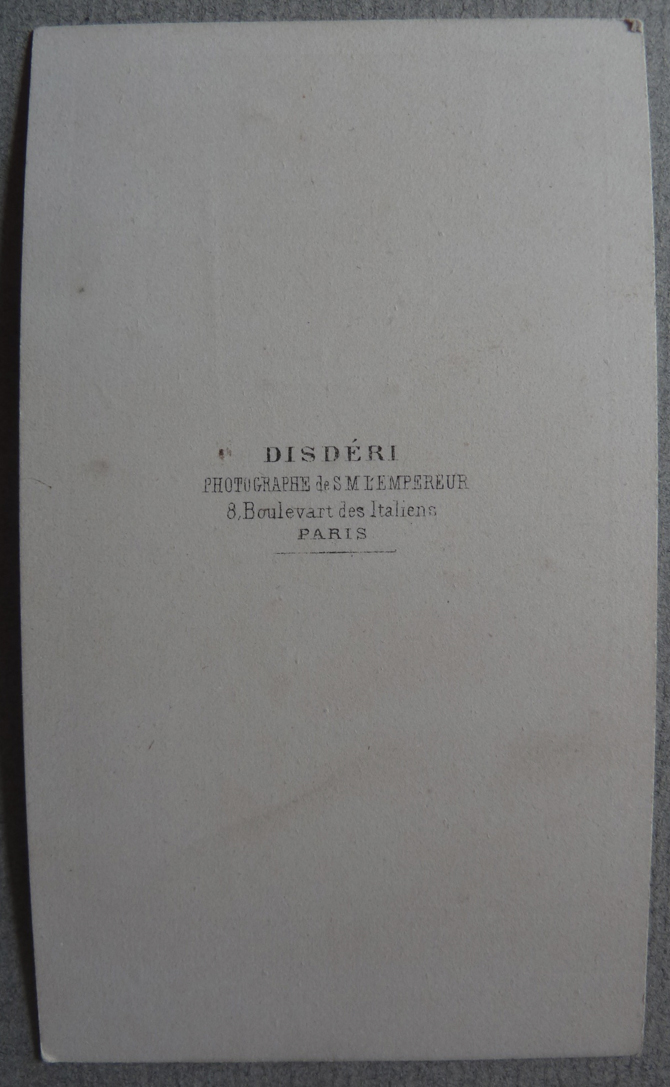 DISDÉRI
PHOTOGRAPHE de S M L'EMPEREUR
8, Boulevart des Italiens
PARIS